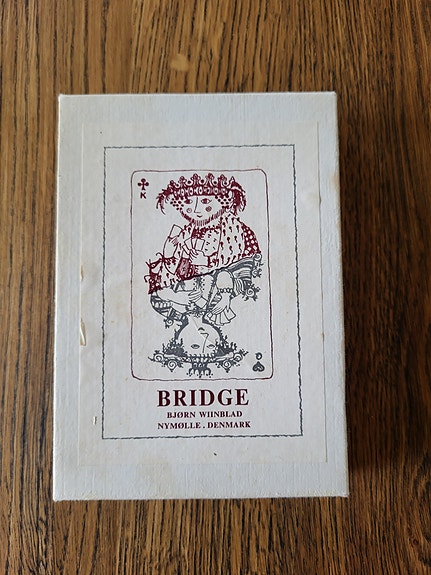 K
D
BRIDGE
BJØRN WIINBLAD
NYMØLLE . DENMARK